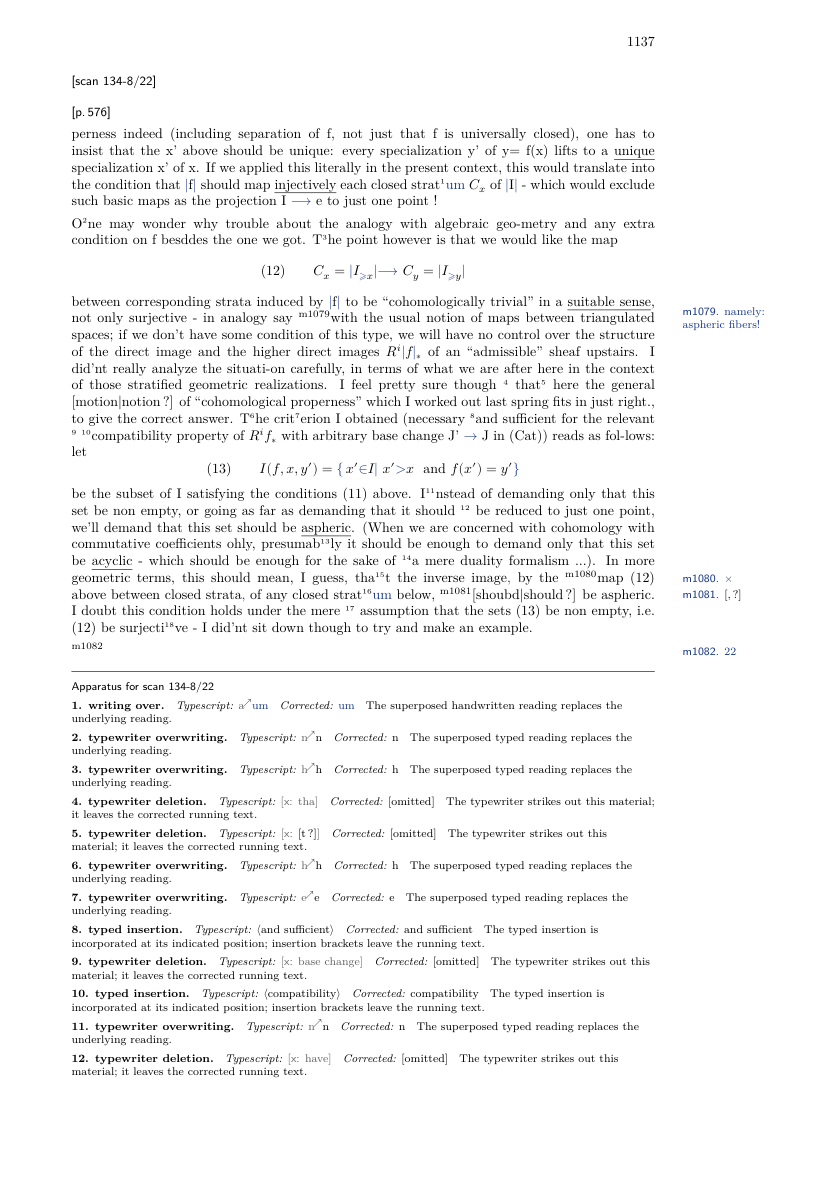 1137
[scan 134-8/22]
[p. 576]
perness indeed (including separation of f, not just that f is universally closed), one has to
insist that the x' above should be unique: every specialization y' of y= f(x) lifts to a unique
specialization x' of x. If we applied this literally in the present context, this would translate into
the condition that |f| should map injectively each closed strat¹um Cₓ of |I| - which would exclude
such basic maps as the projection I ⟶ e to just one point !
O²ne may wonder why trouble about the analogy with algebraic geo-metry and any extra
condition on f besddes the one we got. T³he point however is that we would like the map
(12) Cₓ = |I⩾ₓ|⟶ C_y = |I⩾y|
between corresponding strata induced by |f| to be “cohomologically trivial” in a suitable sense,
not only surjective - in analogy say m1079with the usual notion of maps between triangulated
spaces; if we don't have some condition of this type, we will have no control over the structure
of the direct image and the higher direct images Rⁱ|f|* of an “admissible” sheaf upstairs. I
did'nt really analyze the situati-on carefully, in terms of what we are after here in the context
of those stratified geometric realizations. I feel pretty sure though ⁴ that⁵ here the general
[motion|notion ?] of “cohomological properness” which I worked out last spring fits in just right.,
to give the correct answer. T⁶he crit⁷erion I obtained (necessary ⁸and sufficient for the relevant
⁹ ¹⁰compatibility property of Rⁱf* with arbitrary base change J' → J in (Cat)) reads as fol-lows:
let
(13) I(f, x, y′) = { x′∈I| x′>x and f(x′) = y′}
be the subset of I satisfying the conditions (11) above. I¹¹nstead of demanding only that this
set be non empty, or going as far as demanding that it should ¹² be reduced to just one point,
we'll demand that this set should be aspheric. (When we are concerned with cohomology with
commutative coefficients ohly, presumab¹³ly it should be enough to demand only that this set
be acyclic - which should be enough for the sake of ¹⁴a mere duality formalism ...). In more
geometric terms, this should mean, I guess, tha¹⁵t the inverse image, by the m1080map (12)
above between closed strata, of any closed strat¹⁶um below, m1081[shoubd|should ?] be aspheric.
I doubt this condition holds under the mere ¹⁷ assumption that the sets (13) be non empty, i.e.
(12) be surjecti¹⁸ve - I did'nt sit down though to try and make an example.
m1082
m1079. namely:
aspheric fibers!
m1080. ×
m1081. [, ?]
m1082. 22
Apparatus for scan 134-8/22
1. writing over. Typescript: a↗um Corrected: um The superposed handwritten reading replaces the
underlying reading.
2. typewriter overwriting. Typescript: n↗n Corrected: n The superposed typed reading replaces the
underlying reading.
3. typewriter overwriting. Typescript: h↗h Corrected: h The superposed typed reading replaces the
underlying reading.
4. typewriter deletion. Typescript: [x: tha] Corrected: [omitted] The typewriter strikes out this material;
it leaves the corrected running text.
5. typewriter deletion. Typescript: [x: [t ?]] Corrected: [omitted] The typewriter strikes out this
material; it leaves the corrected running text.
6. typewriter overwriting. Typescript: h↗h Corrected: h The superposed typed reading replaces the
underlying reading.
7. typewriter overwriting. Typescript: e↗e Corrected: e The superposed typed reading replaces the
underlying reading.
8. typed insertion. Typescript: ⟨and sufficient⟩ Corrected: and sufficient The typed insertion is
incorporated at its indicated position; insertion brackets leave the running text.
9. typewriter deletion. Typescript: [x: base change] Corrected: [omitted] The typewriter strikes out this
material; it leaves the corrected running text.
10. typed insertion. Typescript: ⟨compatibility⟩ Corrected: compatibility The typed insertion is
incorporated at its indicated position; insertion brackets leave the running text.
11. typewriter overwriting. Typescript: n↗n Corrected: n The superposed typed reading replaces the
underlying reading.
12. typewriter deletion. Typescript: [x: have] Corrected: [omitted] The typewriter strikes out this
material; it leaves the corrected running text.